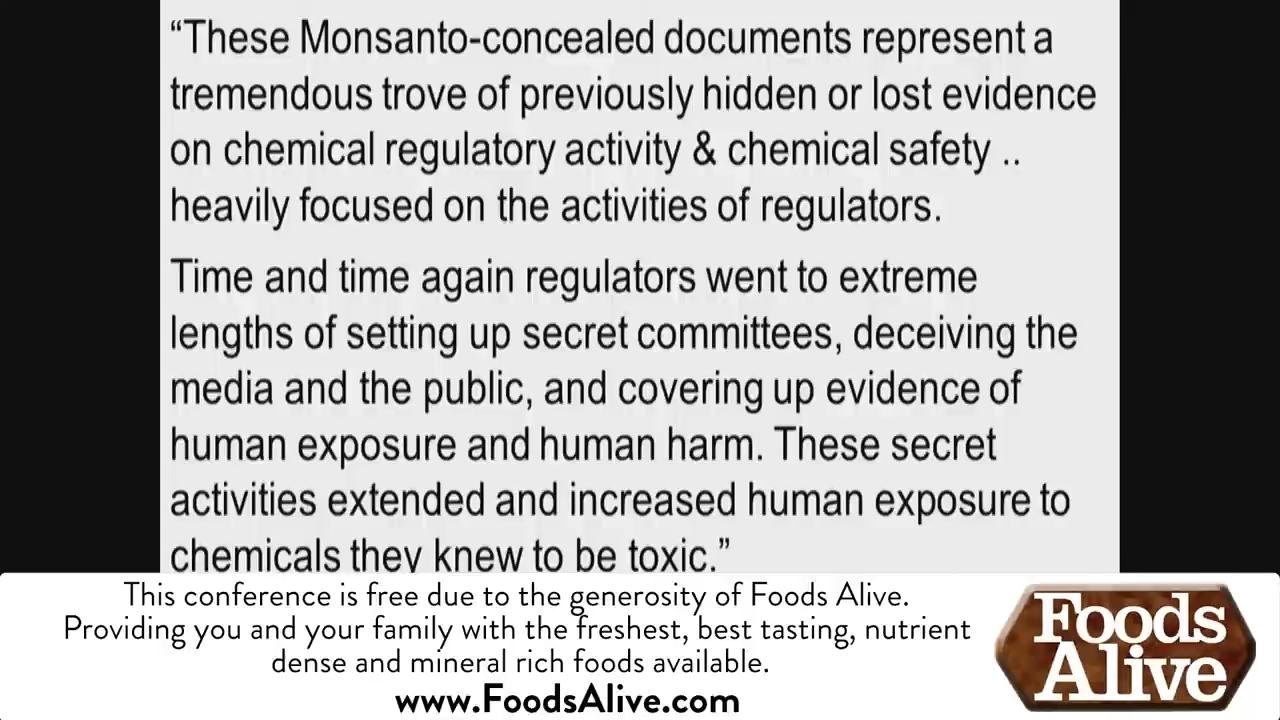 “These Monsanto-concealed documents represent a
tremendous trove of previously hidden or lost evidence
on chemical regulatory activity & chemical safety ..
heavily focused on the activities of regulators.
Time and time again regulators went to extreme
lengths of setting up secret committees, deceiving the
media and the public, and covering up evidence of
human exposure and human harm. These secret
activities extended and increased human exposure to
chemicals they knew to be toxic.”
This conference is free due to the generosity of Foods Alive.
Providing you and your family with the freshest, best tasting, nutrient
dense and mineral rich foods available.
www.FoodsAlive.com
Foods
Alive